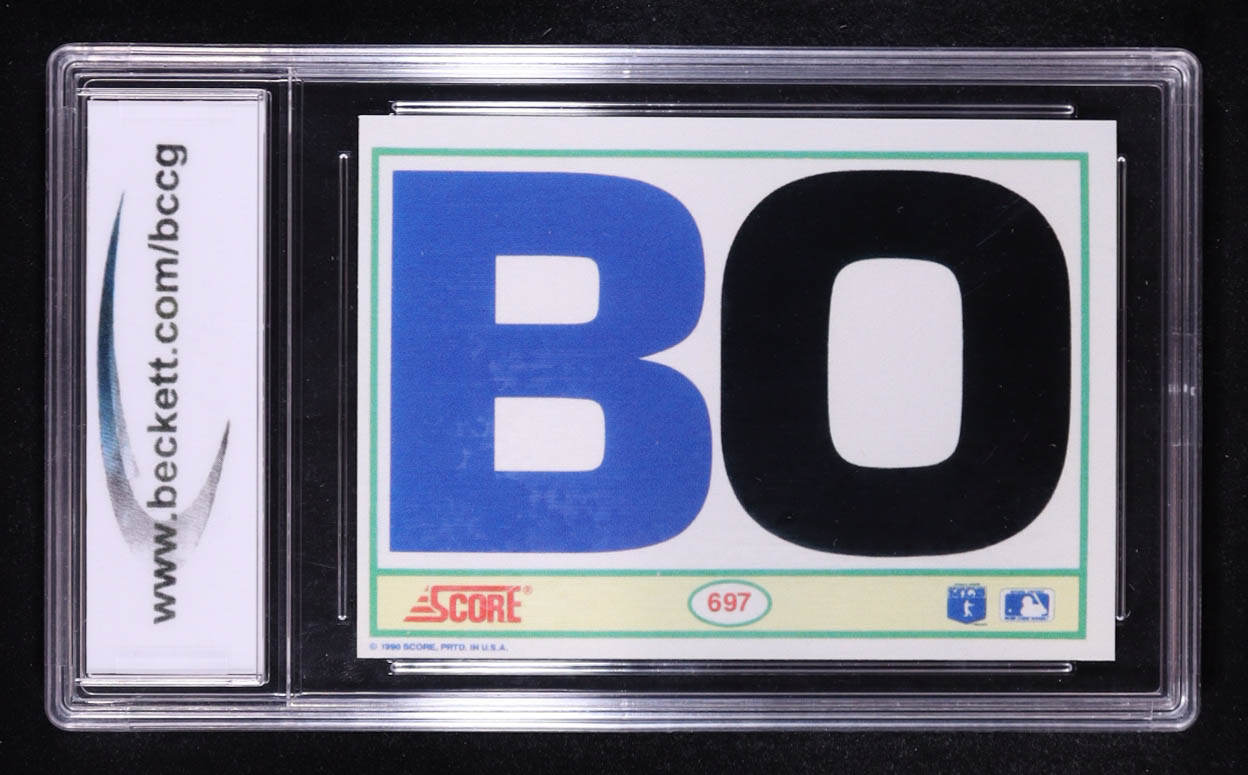 www.beckett.com/bccg
BO
SCORE®
697
© 1990 SCORE, PRTD. IN U.S.A.